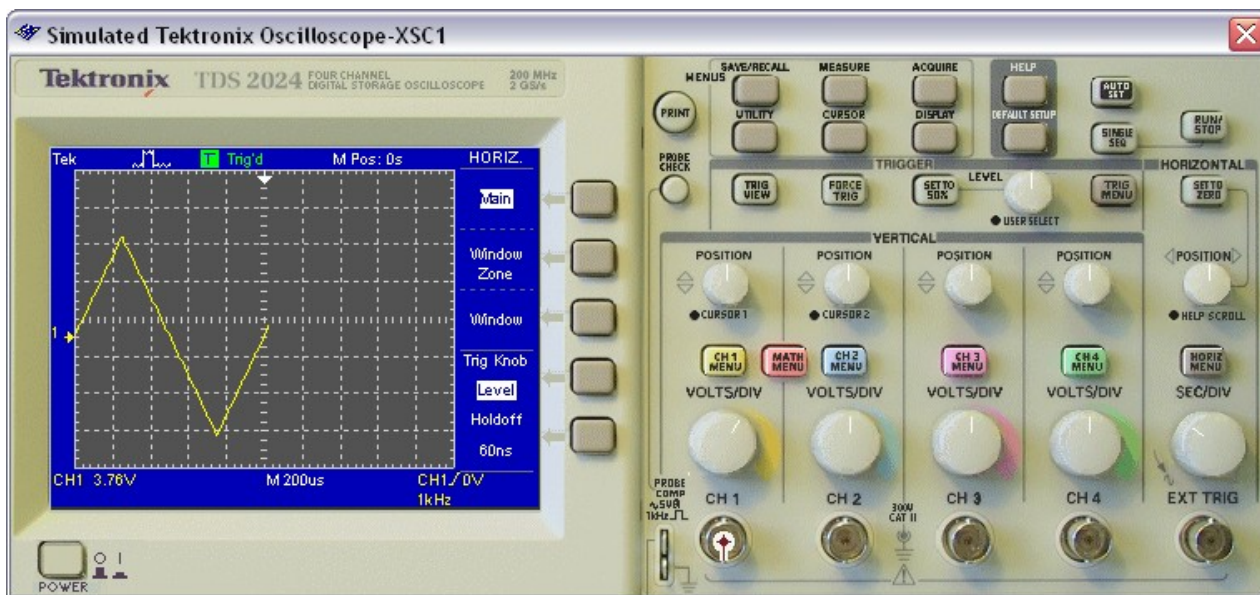 Simulated Tektronix Oscilloscope-XSC1
Tektronix TDS 2024 FOUR CHANNEL DIGITAL STORAGE OSCILLOSCOPE 200 MHz 2 GS/s
Tek T Trig'd M Pos: 0s HORIZ.
Main
Window Zone
Window
Trig Knob
Level
Holdoff
60ns
1
CH1 3.76V M 200us CH1 / 0V
1kHz
POWER
PRINT
MENUS
SAVE/RECALL MEASURE ACQUIRE
UTILITY CURSOR DISPLAY
HELP
DEFAULT SETUP
AUTO SET
SINGLE SEQ
RUN/STOP
PROBE CHECK
TRIGGER
TRIG VIEW
FORCE TRIG
SET TO 50%
LEVEL
USER SELECT
TRIG MENU
HORIZONTAL
SET TO ZERO
VERTICAL
POSITION POSITION POSITION POSITION POSITION
CURSOR 1 CURSOR 2 HELP SCROLL
CH 1 MENU
MATH MENU
CH 2 MENU
CH 3 MENU
CH 4 MENU
HORIZ MENU
VOLTS/DIV VOLTS/DIV VOLTS/DIV VOLTS/DIV SEC/DIV
PROBE COMP
~5V@
1kHz
CH 1 CH 2 CH 3 CH 4 EXT TRIG
300V
CAT II